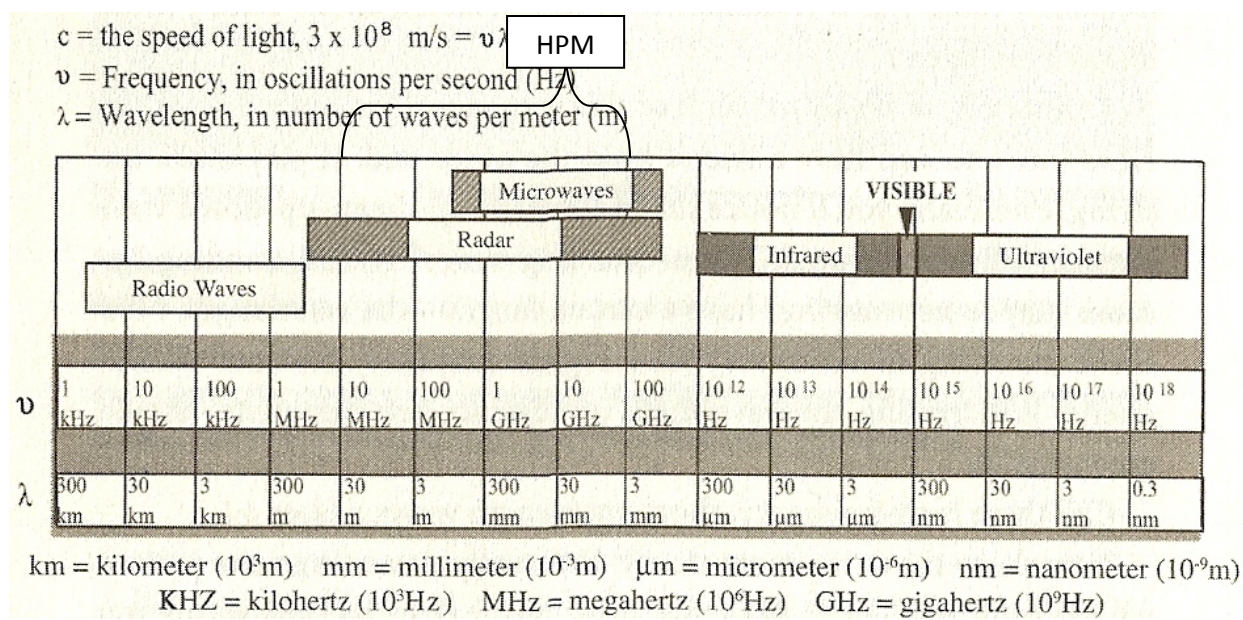 c = the speed of light, 3 x 10⁸ m/s = υλ
HPM
υ = Frequency, in oscillations per second (Hz)
λ = Wavelength, in number of waves per meter (m)
Microwaves
VISIBLE
Radar
Infrared
Ultraviolet
Radio Waves
υ
1 kHz 10 kHz 100 kHz 1 MHz 10 MHz 100 MHz 1 GHz 10 GHz 100 GHz 10¹² Hz 10¹³ Hz 10¹⁴ Hz 10¹⁵ Hz 10¹⁶ Hz 10¹⁷ Hz 10¹⁸ Hz
λ
300 km 30 km 3 km 300 m 30 m 3 m 300 mm 30 mm 3 mm 300 µm 30 µm 3 µm 300 nm 30 nm 3 nm 0.3 nm
km = kilometer (10³m) mm = millimeter (10⁻³m) µm = micrometer (10⁻⁶m) nm = nanometer (10⁻⁹m)
KHZ = kilohertz (10³Hz) MHz = megahertz (10⁶Hz) GHz = gigahertz (10⁹Hz)